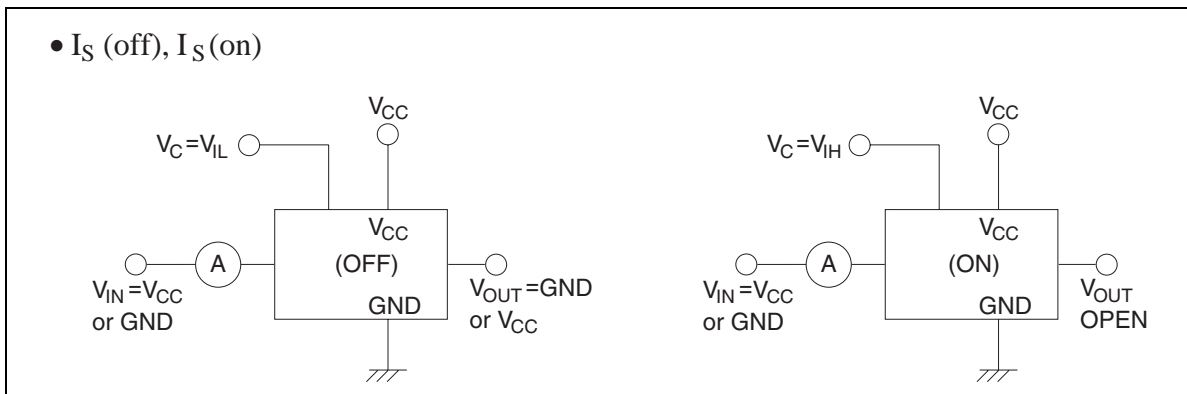 • I_S (off), I_S (on)
V_CC
V_C=V_IL
V_CC
A
(OFF)
V_IN=V_CC
or GND
GND
V_OUT=GND
or V_CC
V_CC
V_C=V_IH
V_CC
A
(ON)
V_IN=V_CC
or GND
GND
V_OUT
OPEN